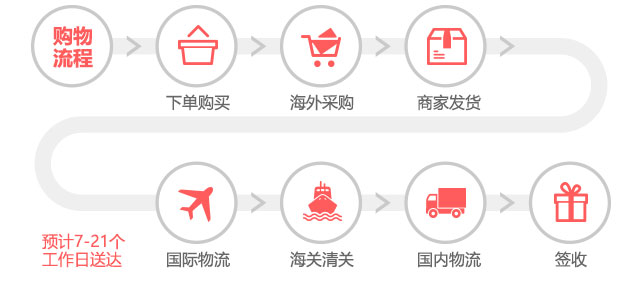 购物
流程
下单购买
海外采购
商家发货
国际物流
海关清关
国内物流
签收
预计7-21个
工作日送达